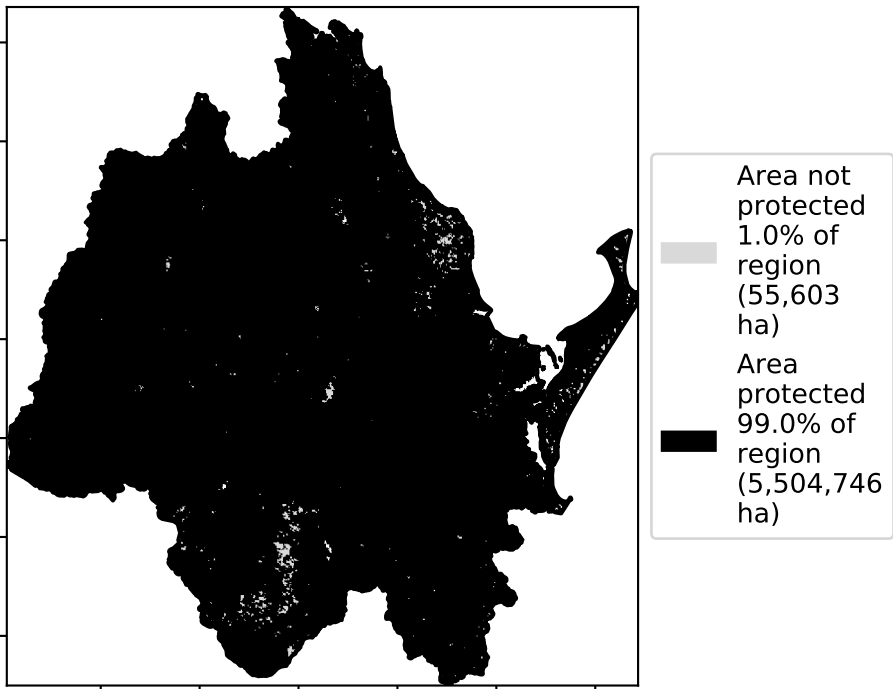 Area not
protected
1.0% of
region
(55,603
ha)
Area
protected
99.0% of
region
(5,504,746
ha)